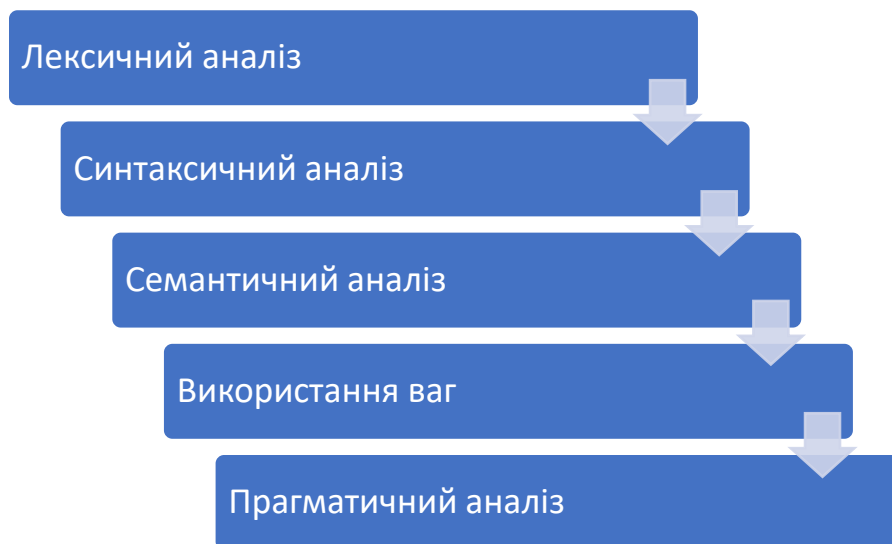 Лексичний аналіз
Синтаксичний аналіз
Семантичний аналіз
Використання ваг
Прагматичний аналіз